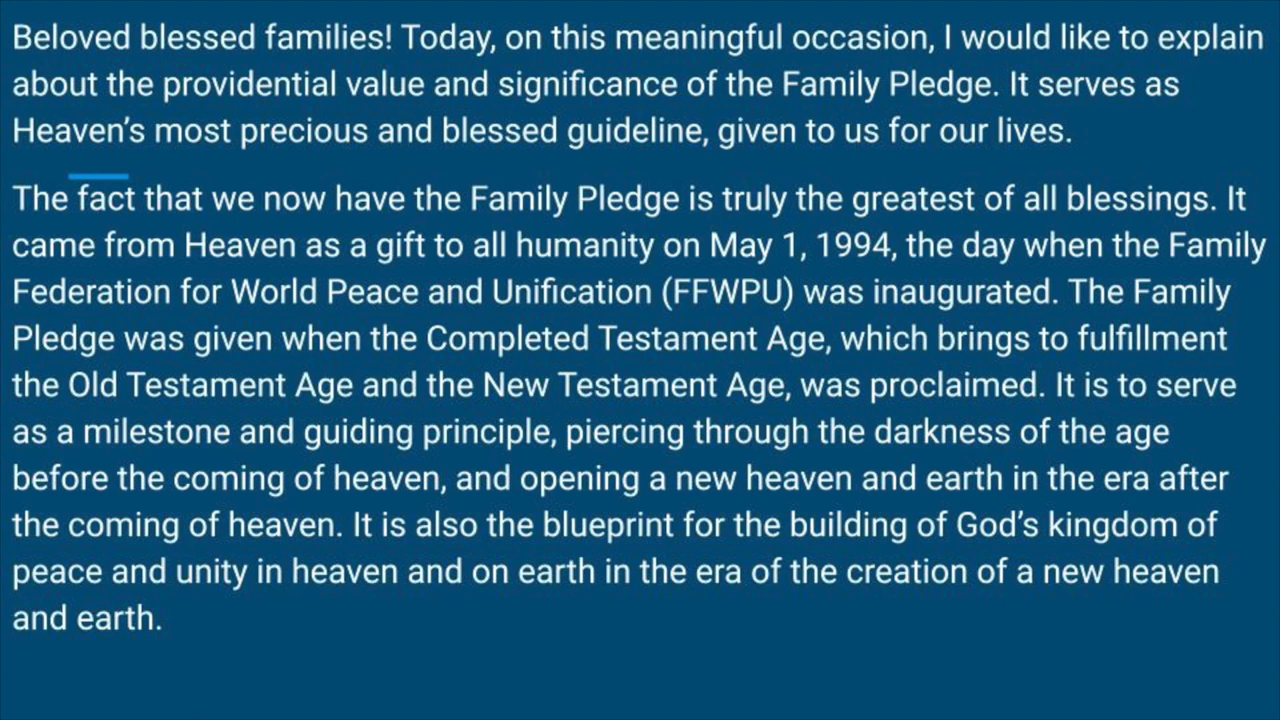 Beloved blessed families! Today, on this meaningful occasion, I would like to explain
about the providential value and significance of the Family Pledge. It serves as
Heaven’s most precious and blessed guideline, given to us for our lives.
The fact that we now have the Family Pledge is truly the greatest of all blessings. It
came from Heaven as a gift to all humanity on May 1, 1994, the day when the Family
Federation for World Peace and Unification (FFWPU) was inaugurated. The Family
Pledge was given when the Completed Testament Age, which brings to fulfillment
the Old Testament Age and the New Testament Age, was proclaimed. It is to serve
as a milestone and guiding principle, piercing through the darkness of the age
before the coming of heaven, and opening a new heaven and earth in the era after
the coming of heaven. It is also the blueprint for the building of God’s kingdom of
peace and unity in heaven and on earth in the era of the creation of a new heaven
and earth.